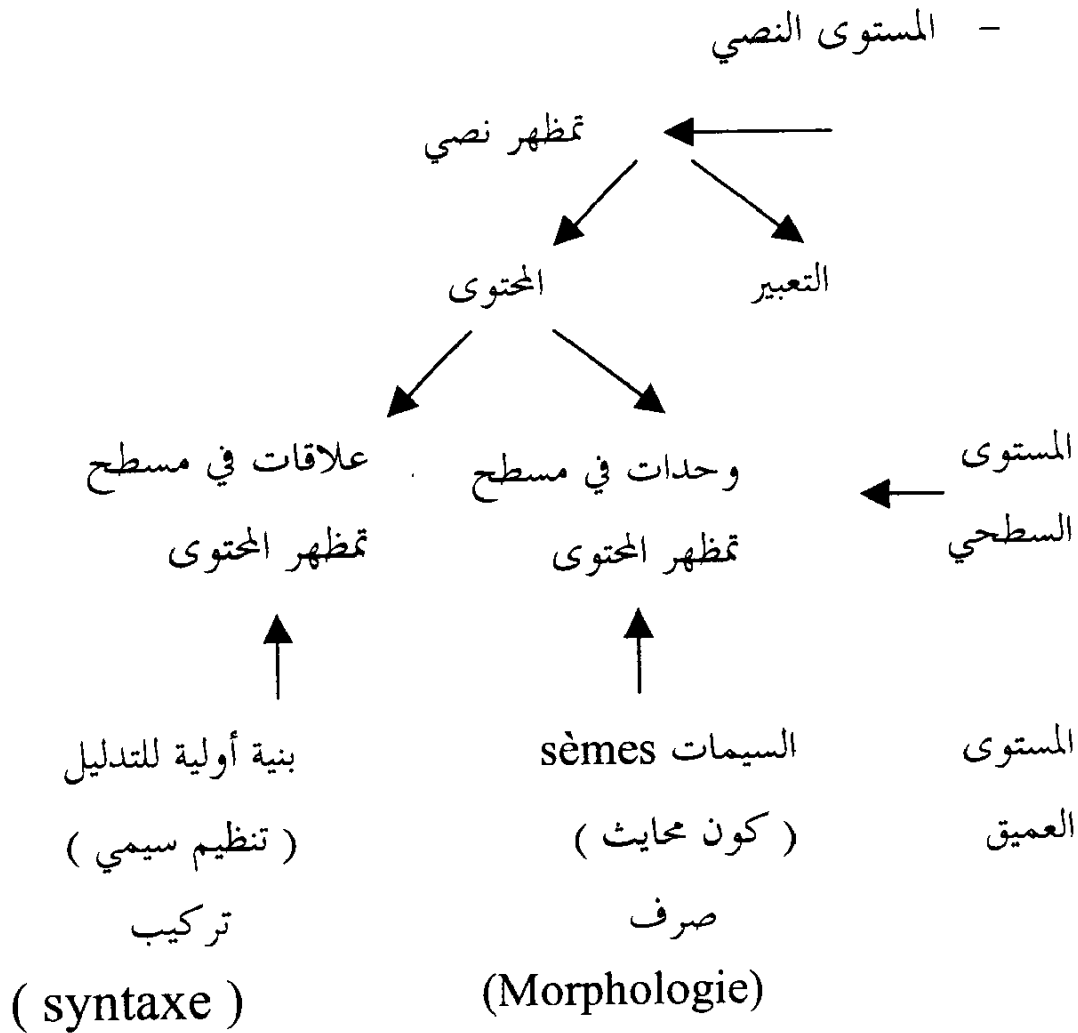 – المستوى النصي
تمظهر نصي
التعبير المحتوى
المستوى وحدات في مسطح علاقات في مسطح
السطحي تمظهر المحتوى تمظهر المحتوى
المستوى السيمات sèmes بنية أولية للتدليل
العميق ( كون محايث ) ( تنظيم سيمي )
صرف تركيب
(Morphologie) ( syntaxe )